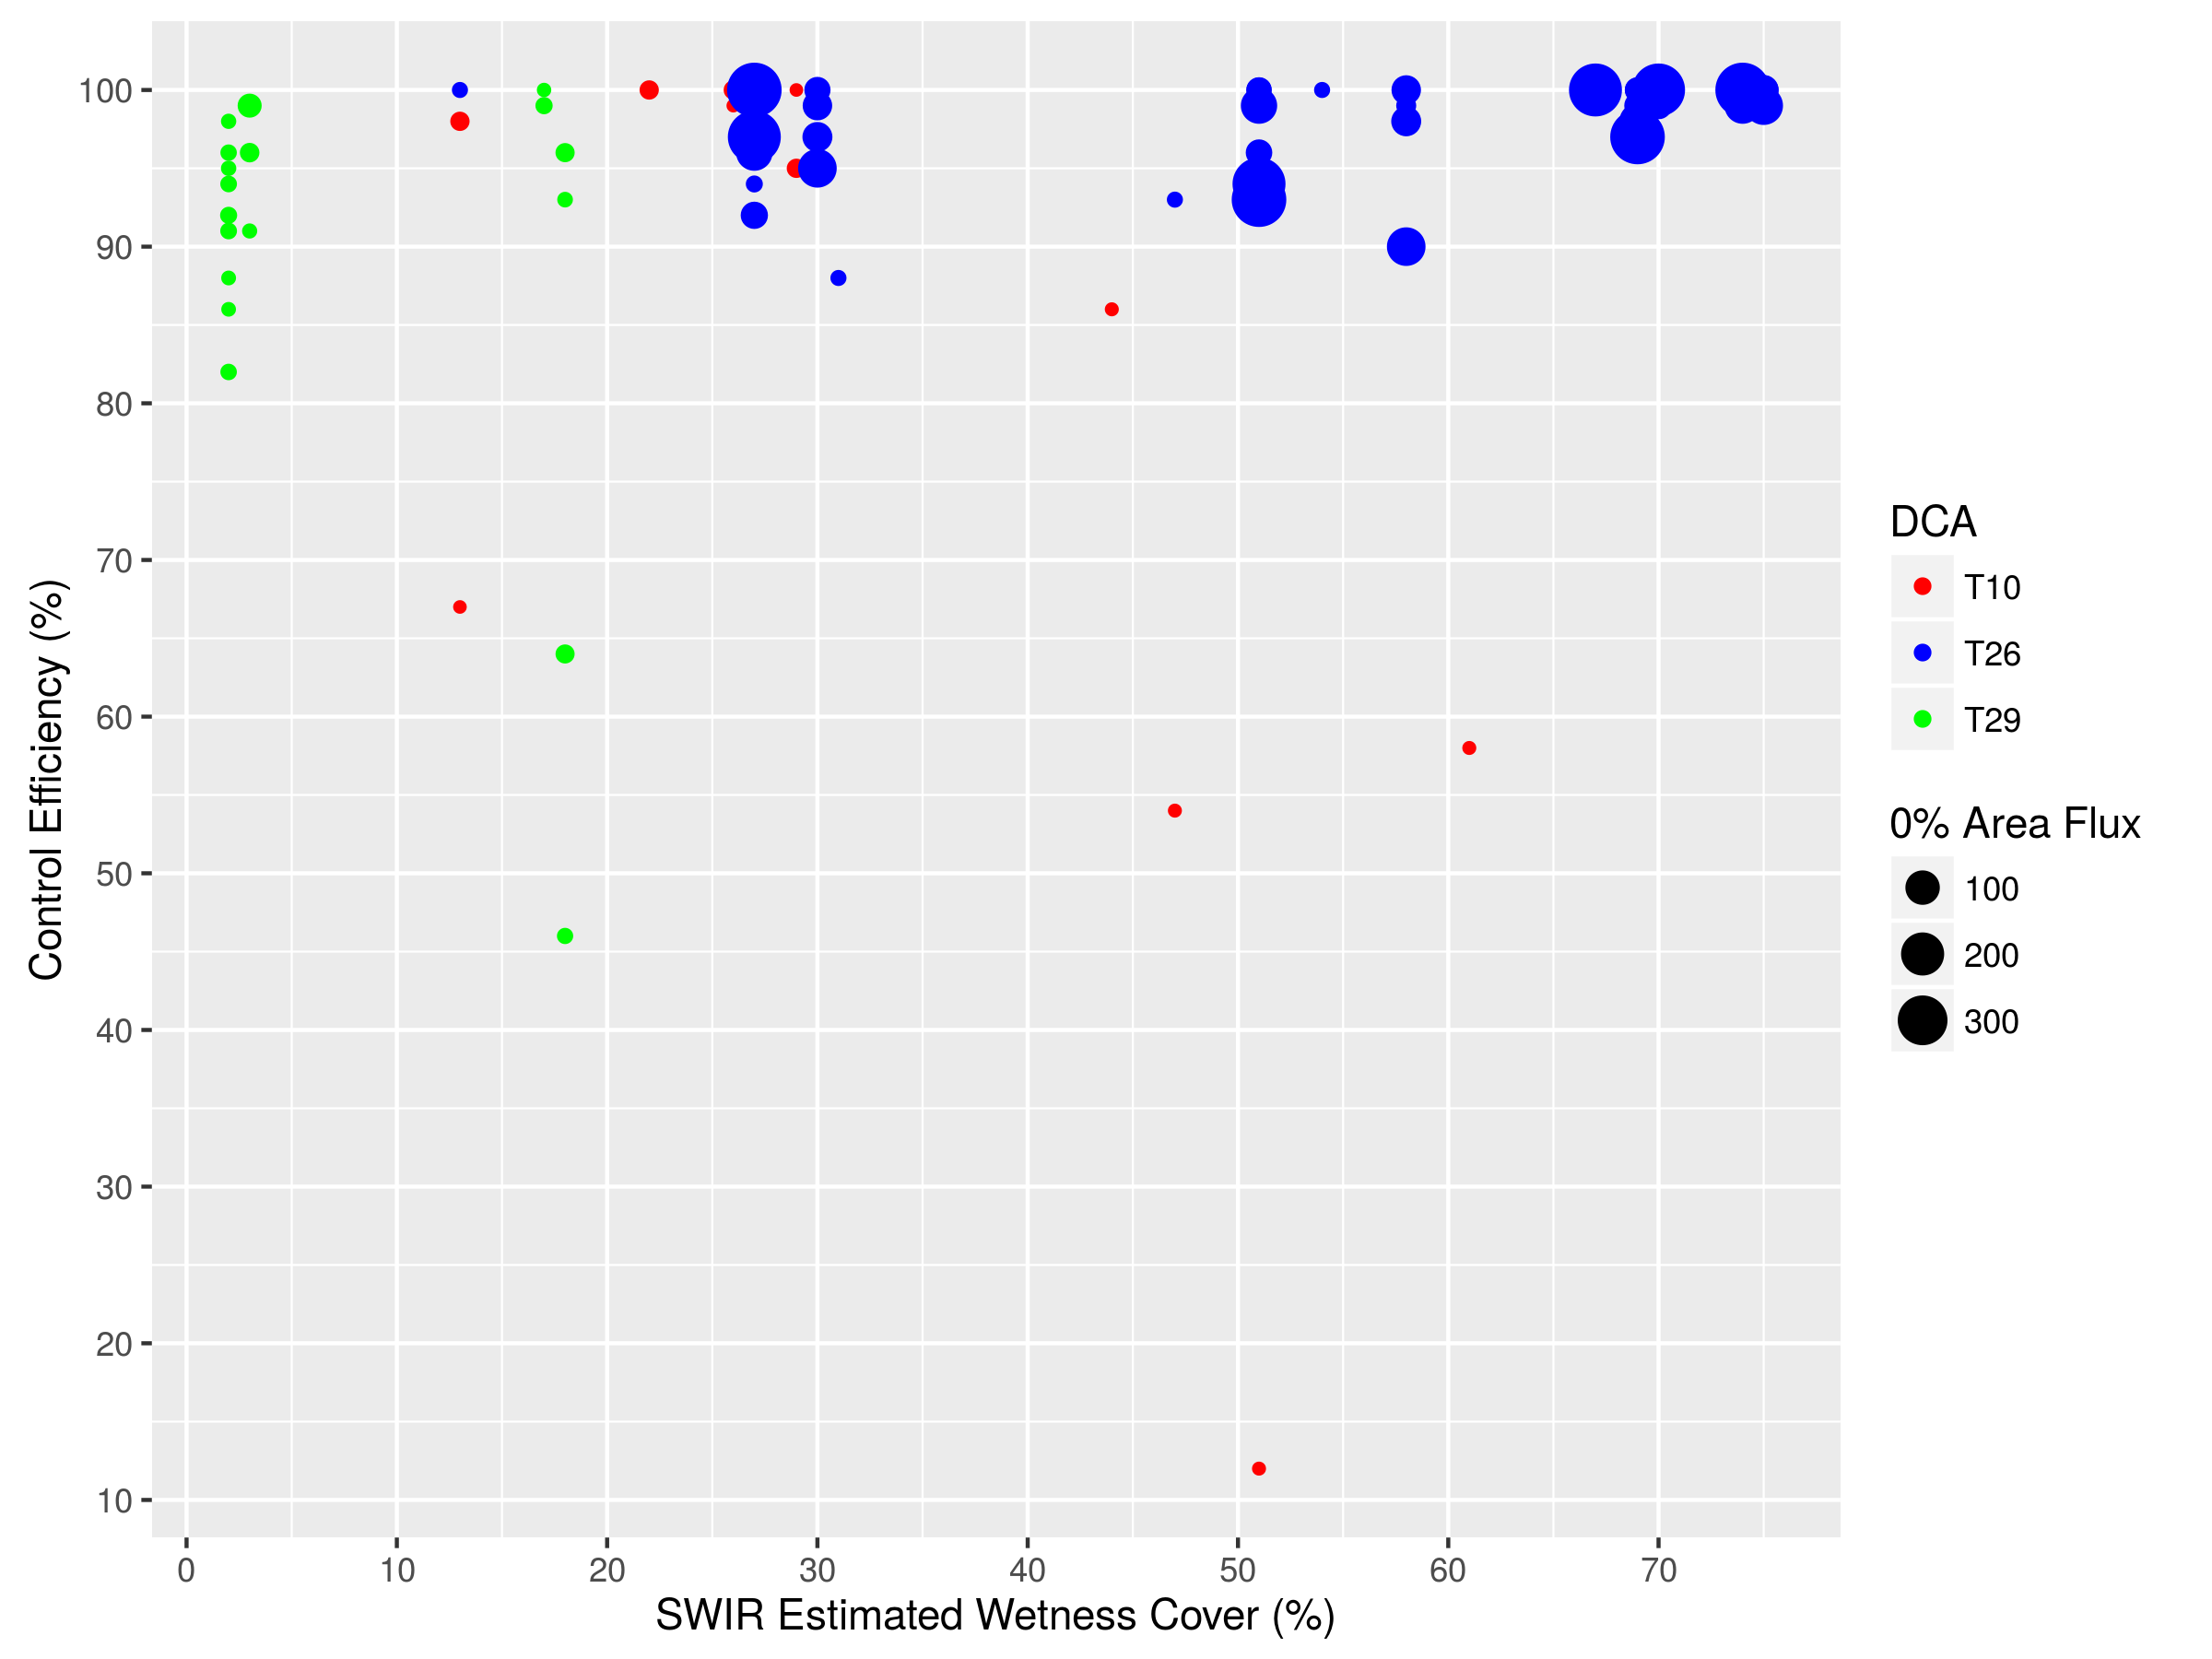 100
90
80
70
60
50
40
30
20
10
Control Efficiency (%)
0 10 20 30 40 50 60 70
SWIR Estimated Wetness Cover (%)
DCA
T10
T26
T29
0% Area Flux
100
200
300